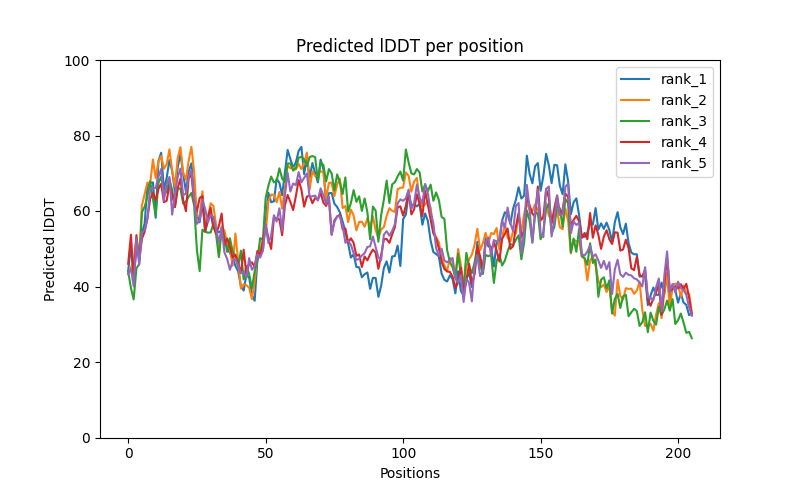 Predicted lDDT per position
100
80
60
40
20
0
Predicted lDDT
0 50 100 150 200
Positions
rank_1
rank_2
rank_3
rank_4
rank_5